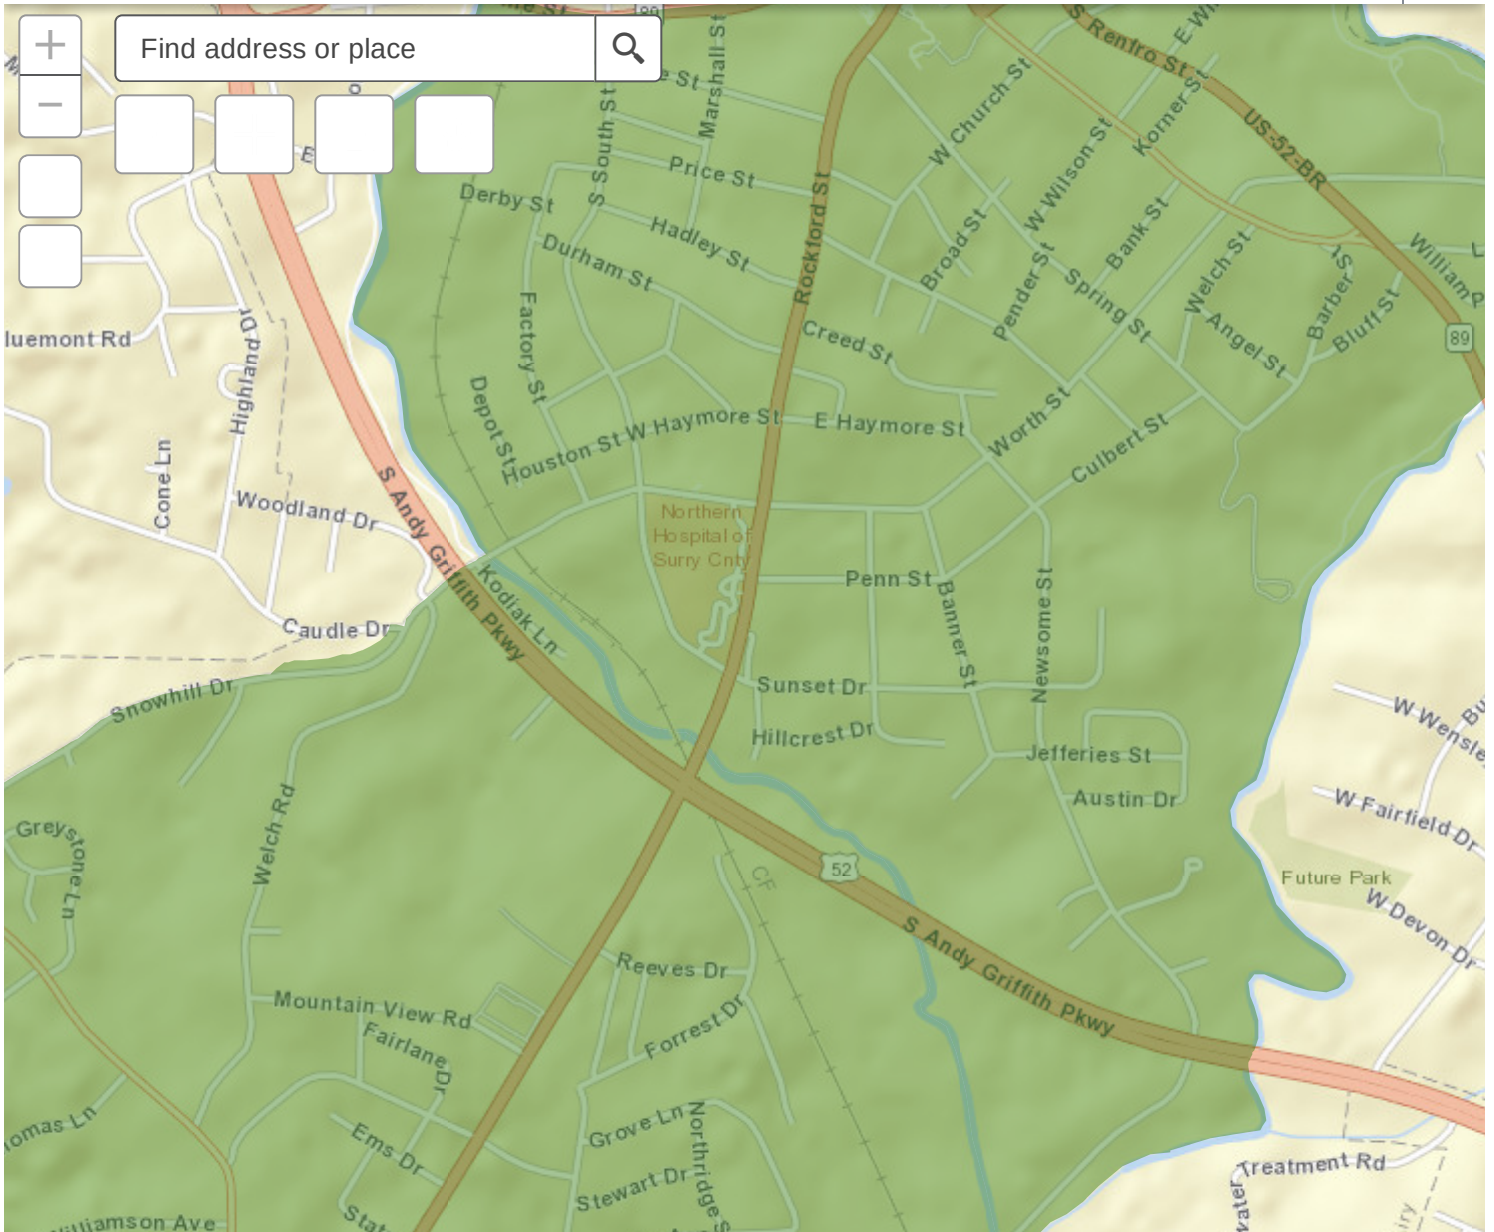 Find address or place
89
S Renfro St
Marshall St
S South St
W Church St
Korner St
US-52-BR
Price St
Derby St
Rockford St
W Wilson St
Hadley St
Broad St
Bank St
Durham St
Pender St
Spring St
Welch St
Barber St
William
Factory St
Creed St
Angel St
Bluff St
89
luemont Rd
Highland Dr
Depot St
W Haymore St
E Haymore St
Worth St
Houston St
Culbert St
Cone Ln
Woodland Dr
S Andy Griffith Pkwy
Northern
Hospital of
Surry Cnty
Kodiak Ln
Penn St
Banner St
Newsome St
Caudle Dr
Snowhill Dr
Sunset Dr
Hillcrest Dr
Jefferies St
W Wensle
Austin Dr
W Fairfield Dr
Welch Rd
Greystone Ln
52
CF
Future Park
W Devon Dr
S Andy Griffith Pkwy
Reeves Dr
Mountain View Rd
Forrest Dr
Fairlane Dr
omas Ln
Ems Dr
Grove Ln
Northridge S
Stewart Dr
Treatment Rd
water
illiamson Ave
Stat